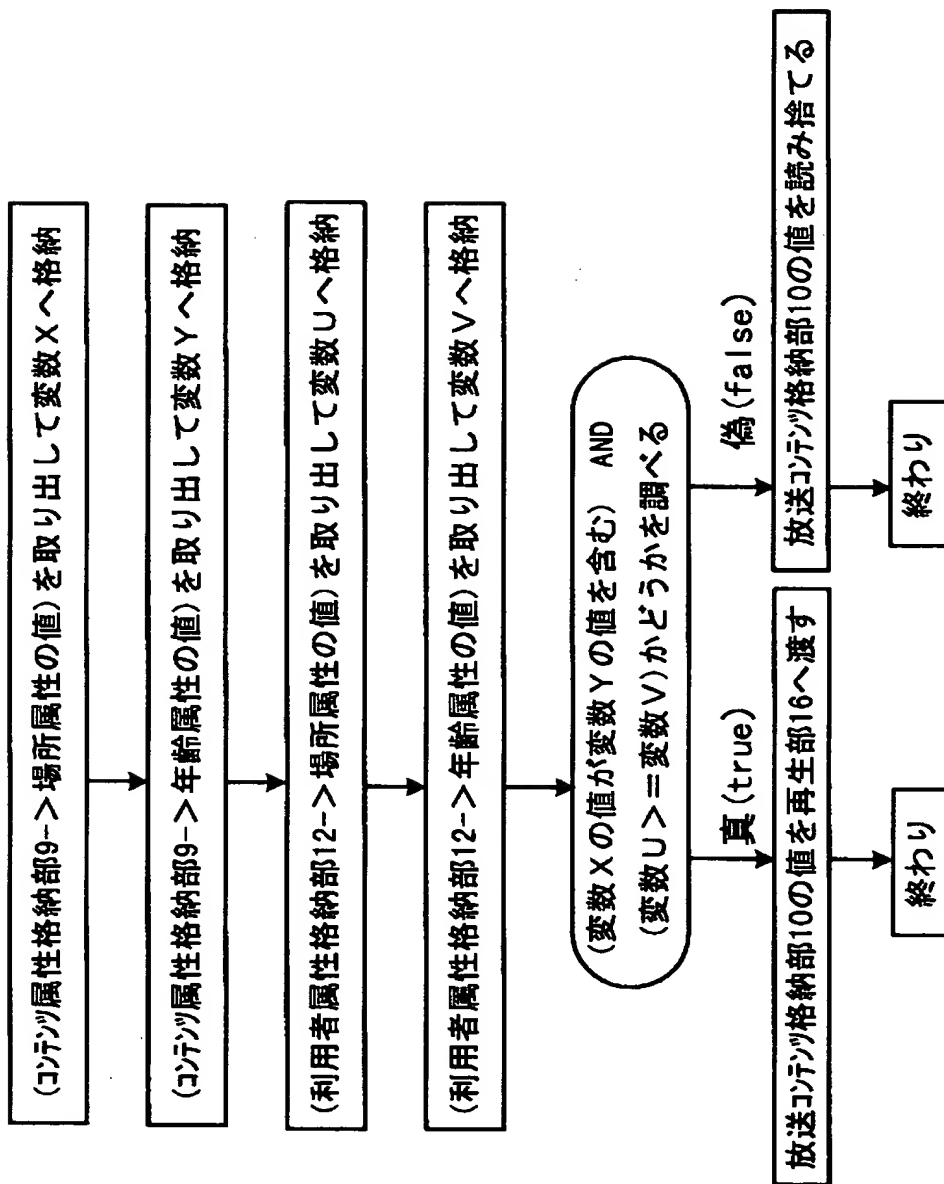 (コンテンツ属性格納部9->場所属性の値)を取り出して変数Xへ格納
(コンテンツ属性格納部9->年齢属性の値)を取り出して変数Yへ格納
(利用者属性格納部12->場所属性の値)を取り出して変数Uへ格納
(利用者属性格納部12->年齢属性の値)を取り出して変数Vへ格納
(変数Xの値が変数Yの値を含む) AND
(変数U>=変数V)かどうかを調べる
真(true)
偽(false)
放送コンテンツ格納部10の値を再生部16へ渡す
放送コンテンツ格納部10の値を読み捨てる
終わり
終わり